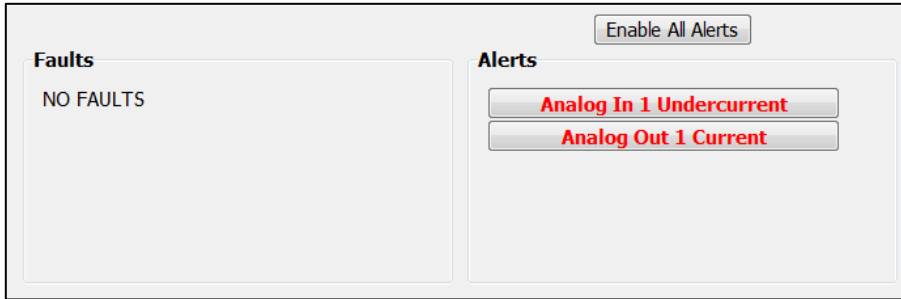 Enable All Alerts
Faults
NO FAULTS
Alerts
Analog In 1 Undercurrent
Analog Out 1 Current